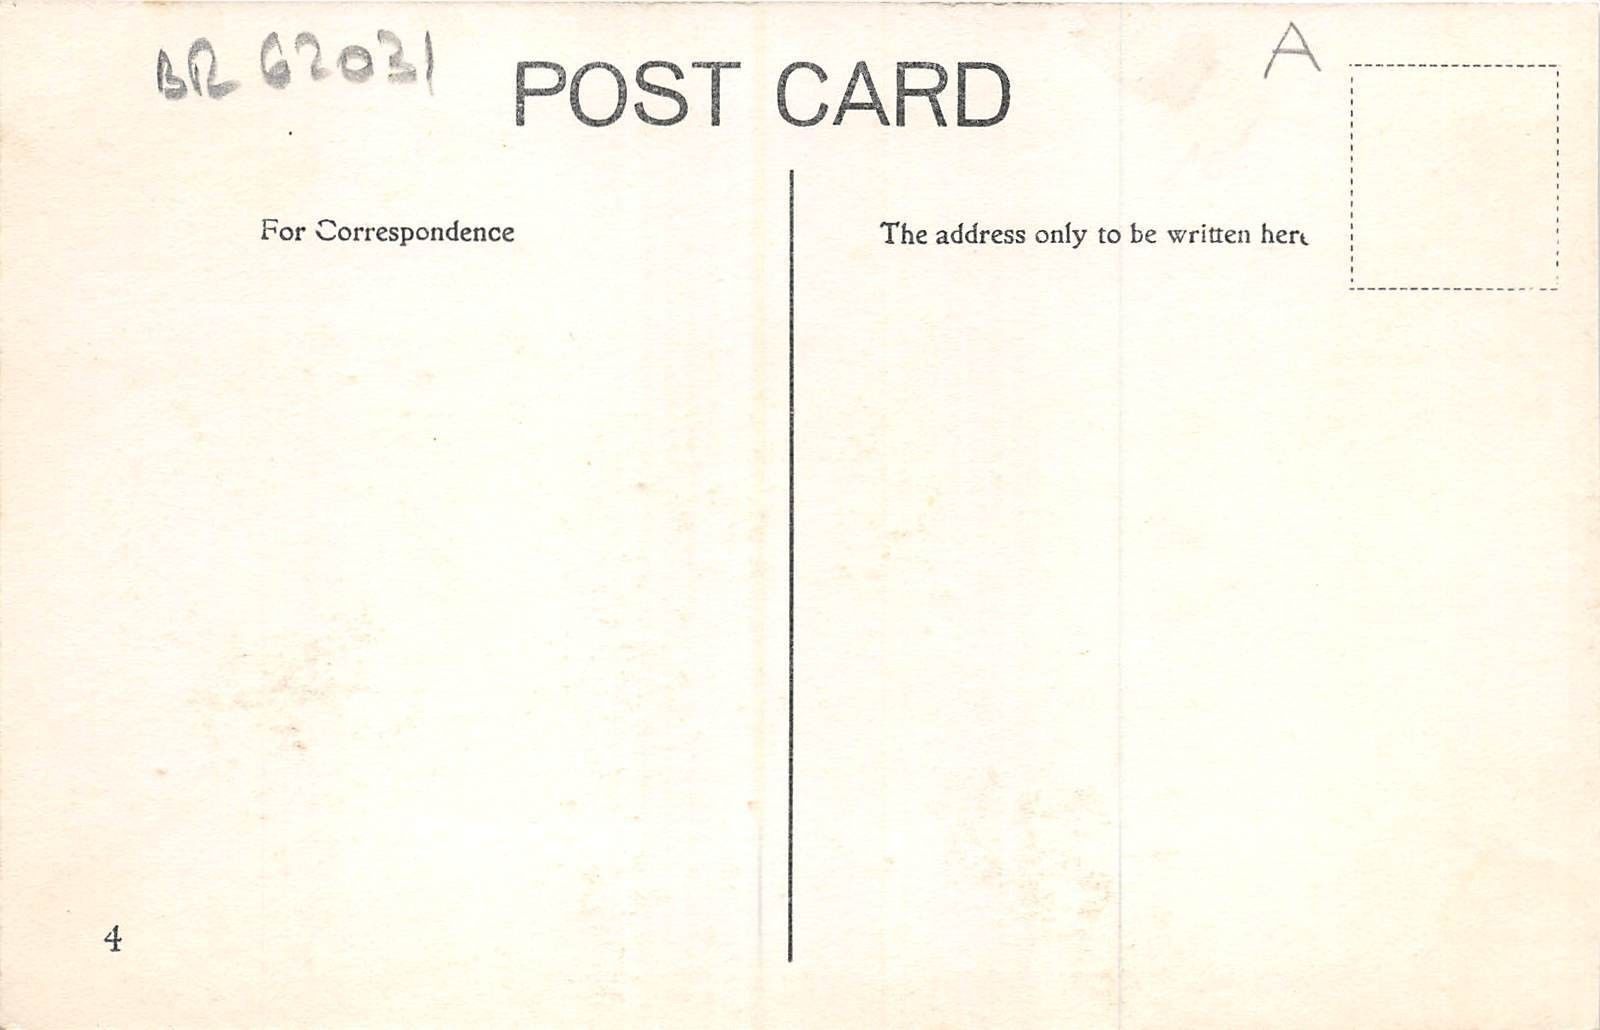 BR 62031
A
POST CARD
For Correspondence
The address only to be written here
4